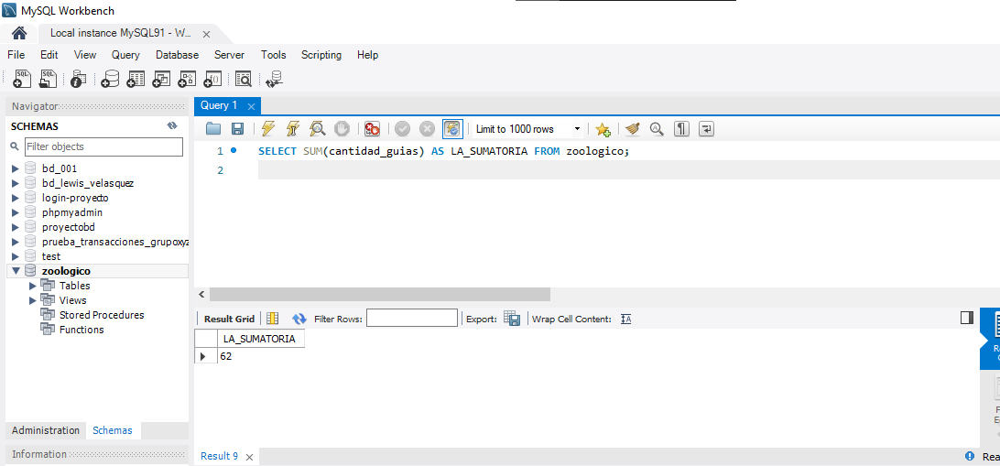 MySQL Workbench
Local instance MySQL91 - W...
File Edit View Query Database Server Tools Scripting Help
Navigator
SCHEMAS
Filter objects
bd_001
bd_lewis_velasquez
login-proyecto
phpmyadmin
proyectobd
prueba_transacciones_grupoxyz
test
zoologico
Tables
Views
Stored Procedures
Functions
Administration Schemas
Information
Query 1
Limit to 1000 rows
1 SELECT SUM(cantidad_guias) AS LA_SUMATORIA FROM zoologico;
2
Result Grid Filter Rows: Export: Wrap Cell Content:
LA_SUMATORIA
62
Result 9
Rea